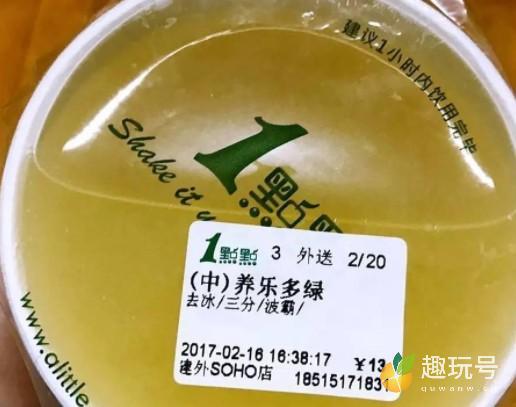 建议1小时内饮用完毕
1點點
Shake it
www.alittle
1點點 3 外送 2/20
(中)养乐多绿
去冰/三分/波霸/
2017-02-16 16:38:17 ¥13
建外SOHO店 18515171831
趣玩号
quwanw.cn